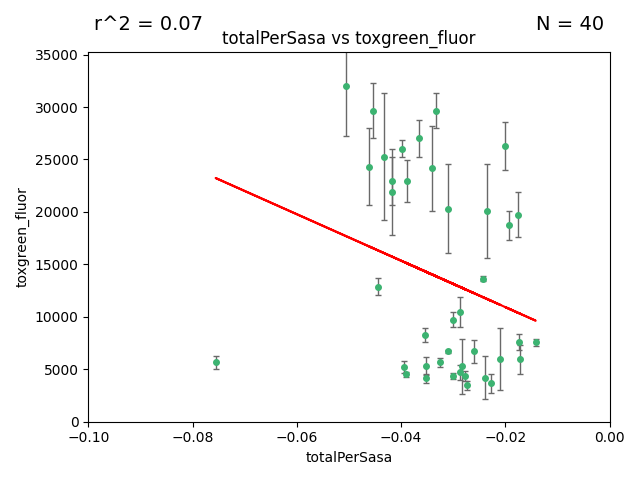 r^2 = 0.07
N = 40
totalPerSasa vs toxgreen_fluor
35000
30000
25000
20000
15000
10000
5000
0
toxgreen_fluor
−0.10
−0.08
−0.06
−0.04
−0.02
0.00
totalPerSasa